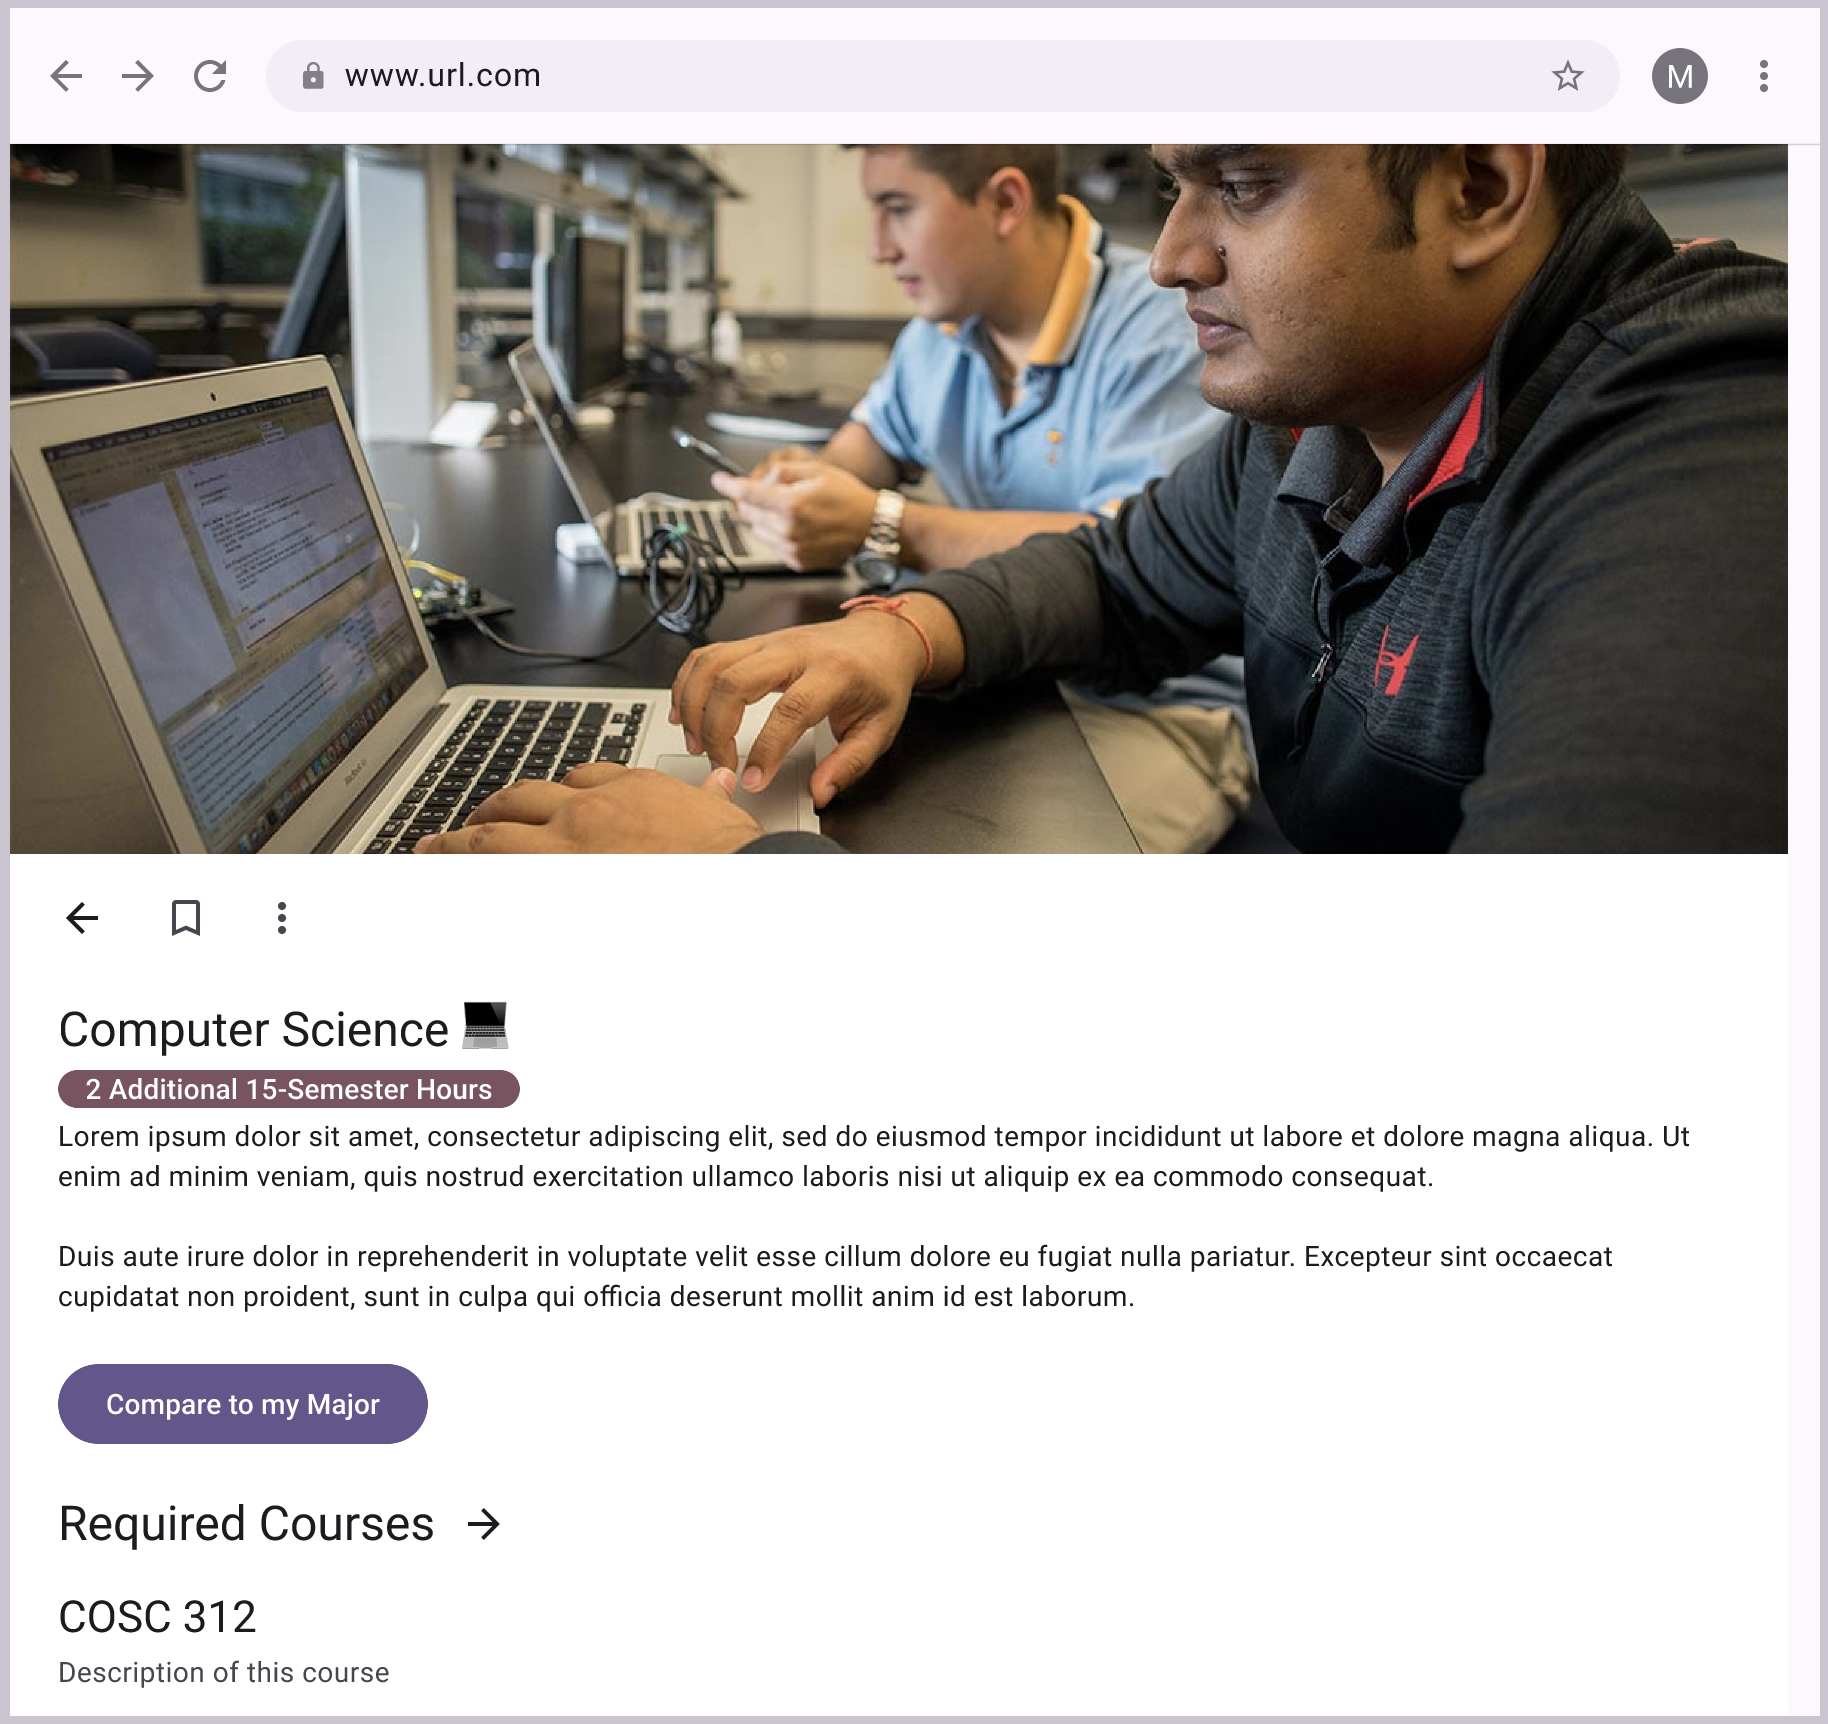 www.url.com
M
Computer Science
2 Additional 15-Semester Hours
Lorem ipsum dolor sit amet, consectetur adipiscing elit, sed do eiusmod tempor incididunt ut labore et dolore magna aliqua. Ut
enim ad minim veniam, quis nostrud exercitation ullamco laboris nisi ut aliquip ex ea commodo consequat.
Duis aute irure dolor in reprehenderit in voluptate velit esse cillum dolore eu fugiat nulla pariatur. Excepteur sint occaecat
cupidatat non proident, sunt in culpa qui officia deserunt mollit anim id est laborum.
Compare to my Major
Required Courses
COSC 312
Description of this course